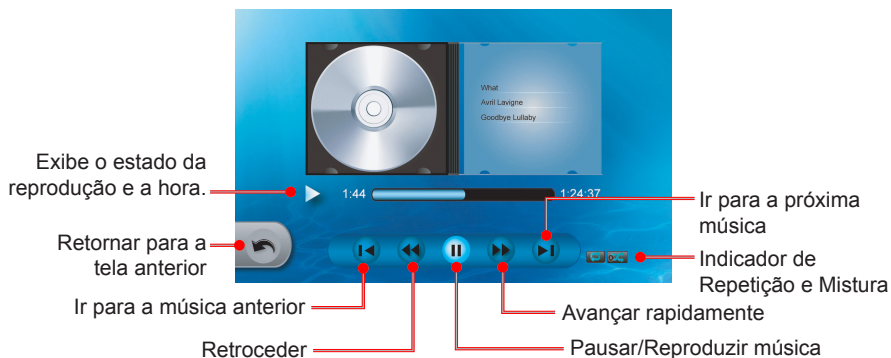 What
Avril Lavigne
Goodbye Lullaby
Exibe o estado da
reprodução e a hora.
1:44
1:24:37
Ir para a próxima
música
Retornar para a
tela anterior
Indicador de
Repetição e Mistura
Ir para a música anterior
Avançar rapidamente
Retroceder
Pausar/Reproduzir música